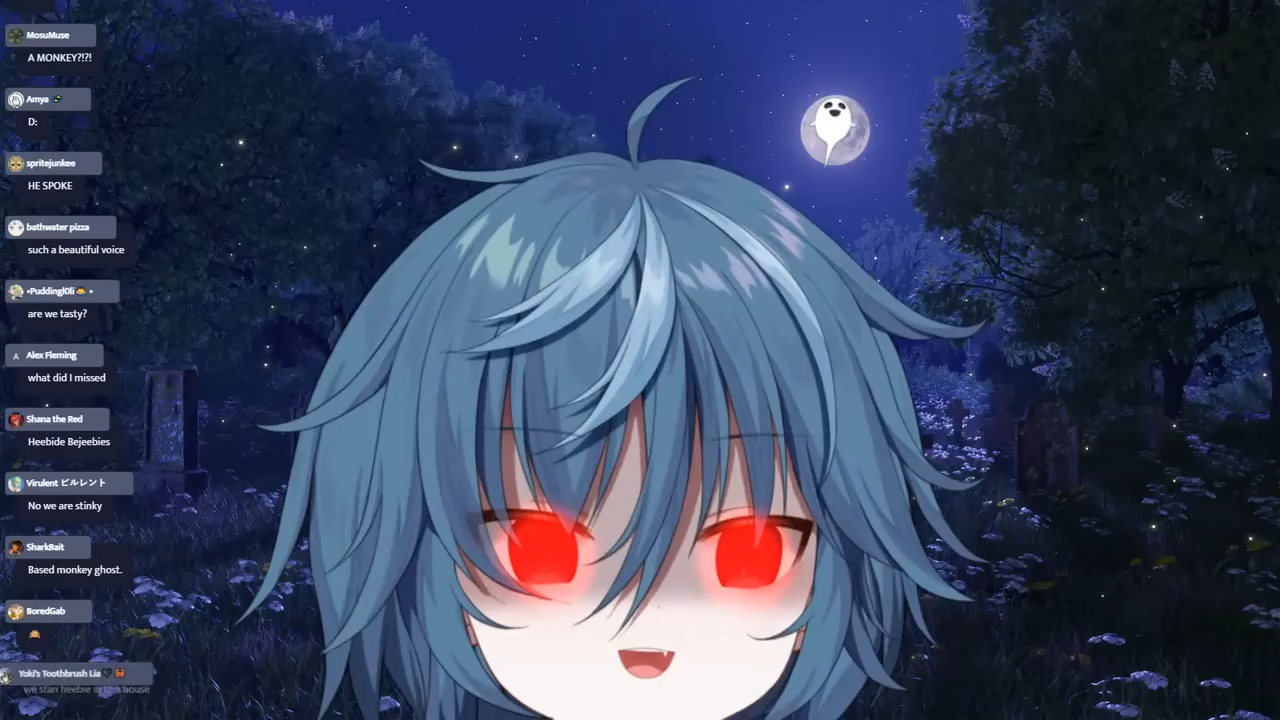 MosuMuse
A MONKEY?!?!
Amya
D:
spritejunkee
HE SPOKE
bathwater pizza
such a beautiful voice
•Puddingl0li •
are we tasty?
A Alex Fleming
what did I missed
Shana the Red
Heebide Bejeebies
Virulent ビルレント
No we are stinky
SharkBait
Based monkey ghost.
BoredGab
Yoki's Toothbrush Lia
we stan heebie in this house